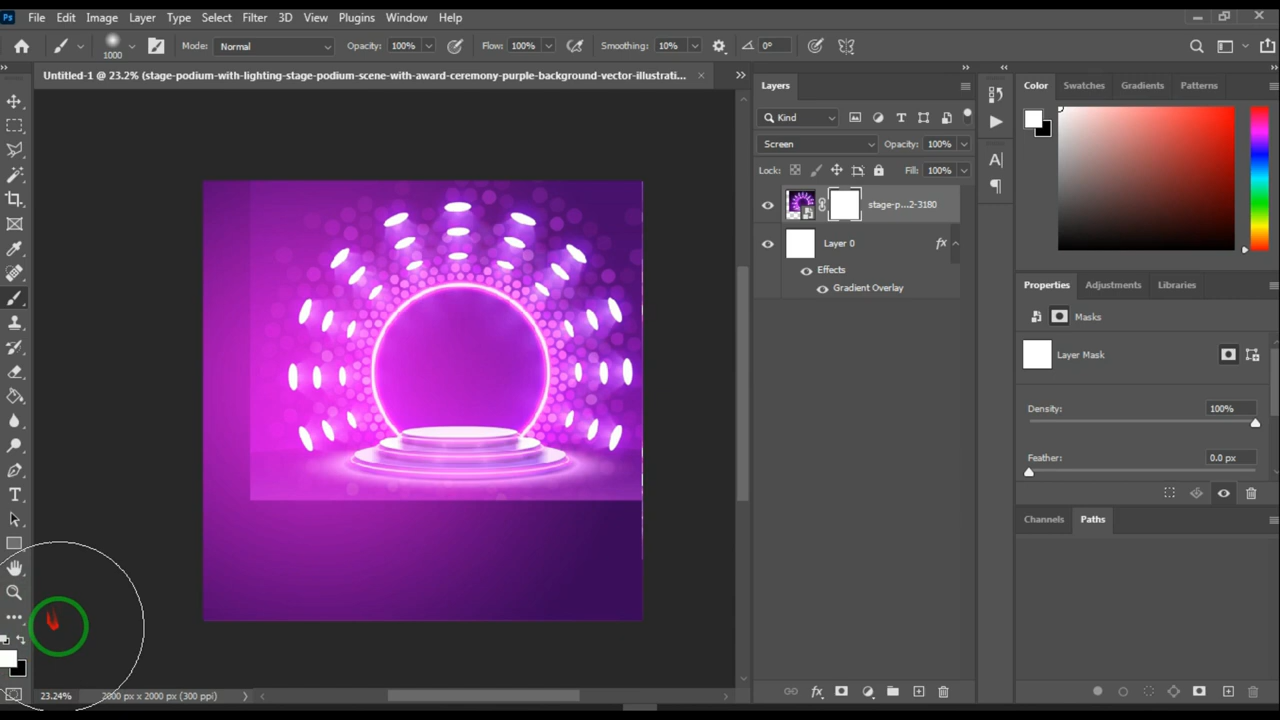 Ps File Edit Image Layer Type Select Filter 3D View Plugins Window Help
1000 Mode: Normal Opacity: 100% Flow: 100% Smoothing: 10% 0°
Untitled-1 @ 23.2% (stage-podium-with-lighting-stage-podium-scene-with-award-ceremony-purple-background-vector-illustrati...
Layers
Kind
Screen Opacity: 100%
Lock: Fill: 100%
stage-p...2-3180
Layer 0 fx
Effects
Gradient Overlay
Color Swatches Gradients Patterns
Properties Adjustments Libraries
Masks
Layer Mask
Density: 100%
Feather: 0.0 px
Channels Paths
23.24% 2000 px x 2000 px (300 ppi)